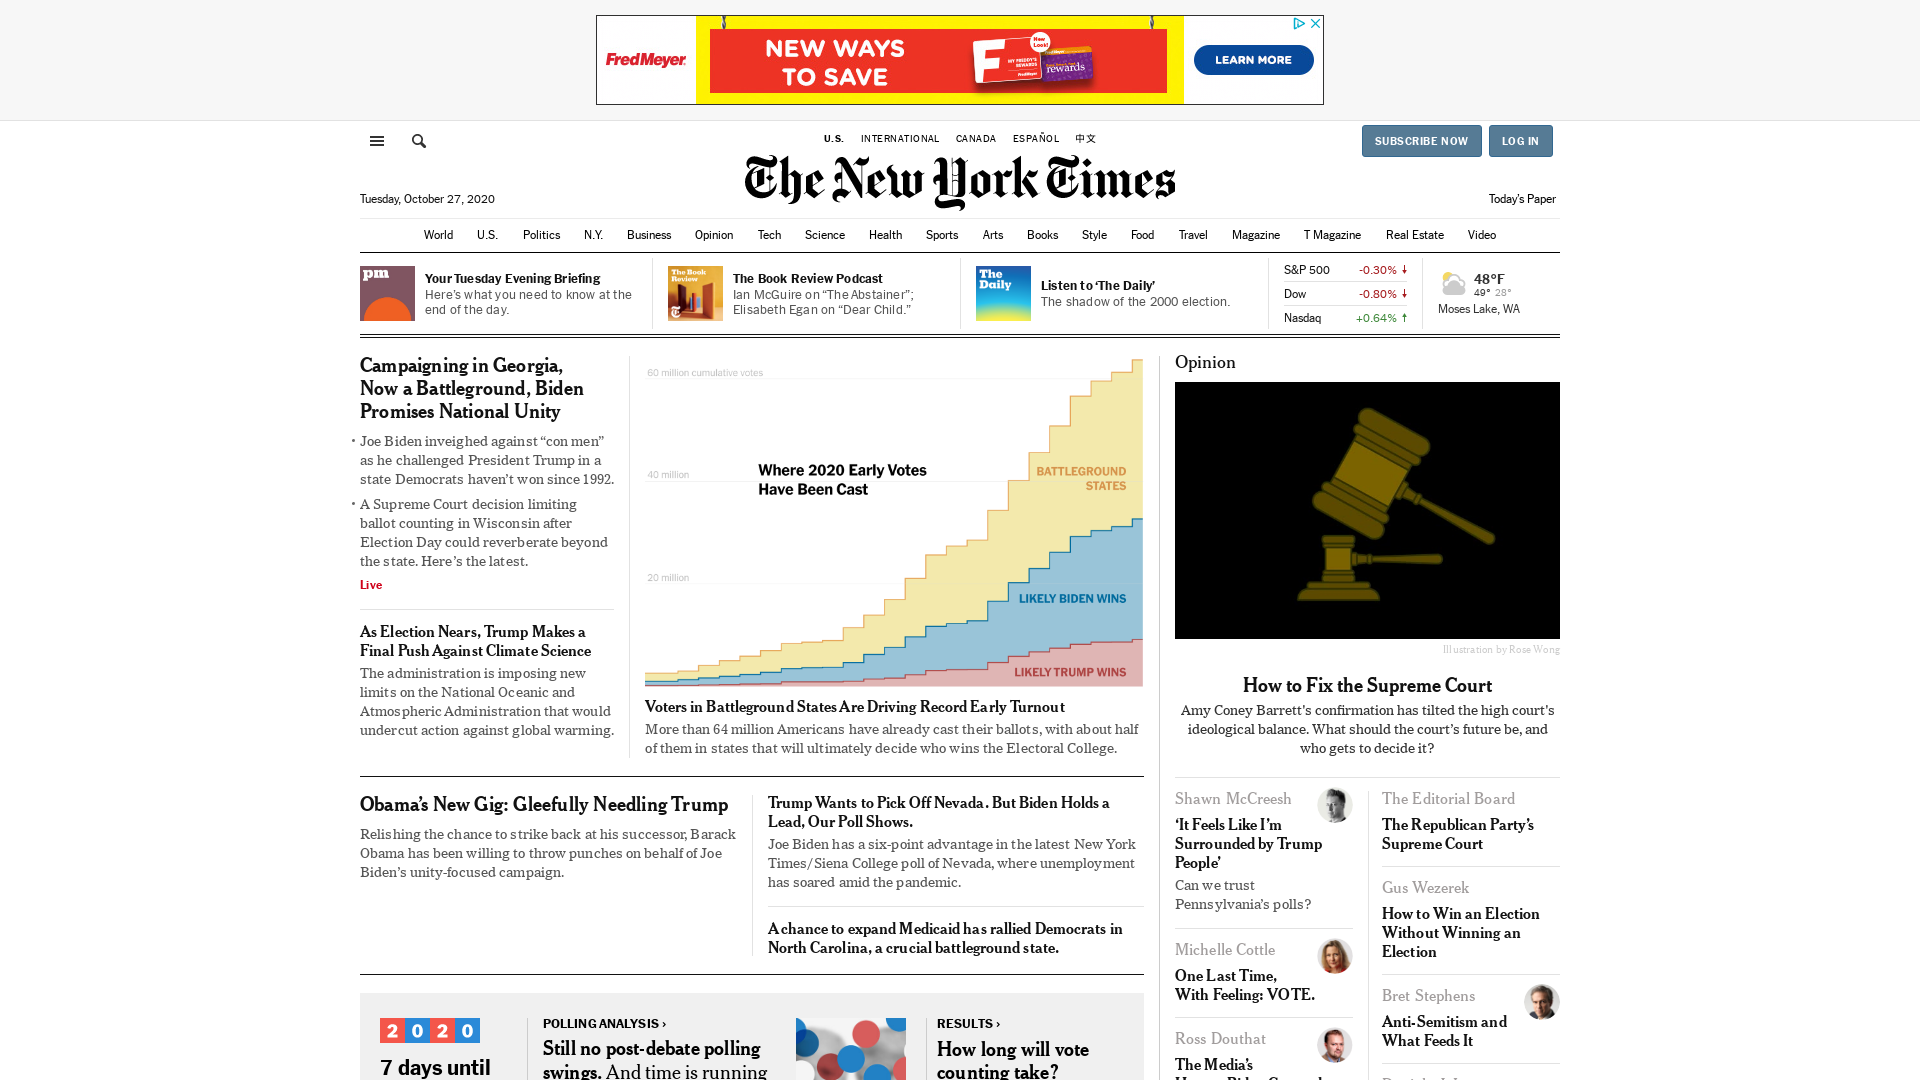 FredMeyer
NEW WAYS
TO SAVE
New Look!
MY FREDDY'S
REWARDS
FredMeyer
rewards
LEARN MORE
U.S.
INTERNATIONAL
CANADA
ESPAÑOL
中文
SUBSCRIBE NOW
LOG IN
The New York Times
Tuesday, October 27, 2020
Today's Paper
World
U.S.
Politics
N.Y.
Business
Opinion
Tech
Science
Health
Sports
Arts
Books
Style
Food
Travel
Magazine
T Magazine
Real Estate
Video
pm
Your Tuesday Evening Briefing
Here's what you need to know at the
end of the day.
The Book
Review
The Book Review Podcast
Ian McGuire on “The Abstainer”;
Elisabeth Egan on “Dear Child.”
The
Daily
Listen to ‘The Daily’
The shadow of the 2000 election.
S&P 500 -0.30% ↓
Dow -0.80% ↓
Nasdaq +0.64% ↑
48°F
49° 28°
Moses Lake, WA
Campaigning in Georgia,
Now a Battleground, Biden
Promises National Unity
• Joe Biden inveighed against “con men”
as he challenged President Trump in a
state Democrats haven’t won since 1992.
• A Supreme Court decision limiting
ballot counting in Wisconsin after
Election Day could reverberate beyond
the state. Here’s the latest.
Live
As Election Nears, Trump Makes a
Final Push Against Climate Science
The administration is imposing new
limits on the National Oceanic and
Atmospheric Administration that would
undercut action against global warming.
60 million cumulative votes
40 million
20 million
Where 2020 Early Votes
Have Been Cast
BATTLEGROUND
STATES
LIKELY BIDEN WINS
LIKELY TRUMP WINS
Voters in Battleground States Are Driving Record Early Turnout
More than 64 million Americans have already cast their ballots, with about half
of them in states that will ultimately decide who wins the Electoral College.
Obama’s New Gig: Gleefully Needling Trump
Relishing the chance to strike back at his successor, Barack
Obama has been willing to throw punches on behalf of Joe
Biden’s unity-focused campaign.
Trump Wants to Pick Off Nevada. But Biden Holds a
Lead, Our Poll Shows.
Joe Biden has a six-point advantage in the latest New York
Times/Siena College poll of Nevada, where unemployment
has soared amid the pandemic.
A chance to expand Medicaid has rallied Democrats in
North Carolina, a crucial battleground state.
2020
7 days until
POLLING ANALYSIS ›
Still no post-debate polling
swings. And time is running
RESULTS ›
How long will vote
counting take?
Opinion
Illustration by Rose Wong
How to Fix the Supreme Court
Amy Coney Barrett's confirmation has tilted the high court's
ideological balance. What should the court’s future be, and
who gets to decide it?
Shawn McCreesh
‘It Feels Like I’m
Surrounded by Trump
People’
Can we trust
Pennsylvania’s polls?
Michelle Cottle
One Last Time,
With Feeling: VOTE.
Ross Douthat
The Media’s
The Editorial Board
The Republican Party’s
Supreme Court
Gus Wezerek
How to Win an Election
Without Winning an
Election
Bret Stephens
Anti-Semitism and
What Feeds It